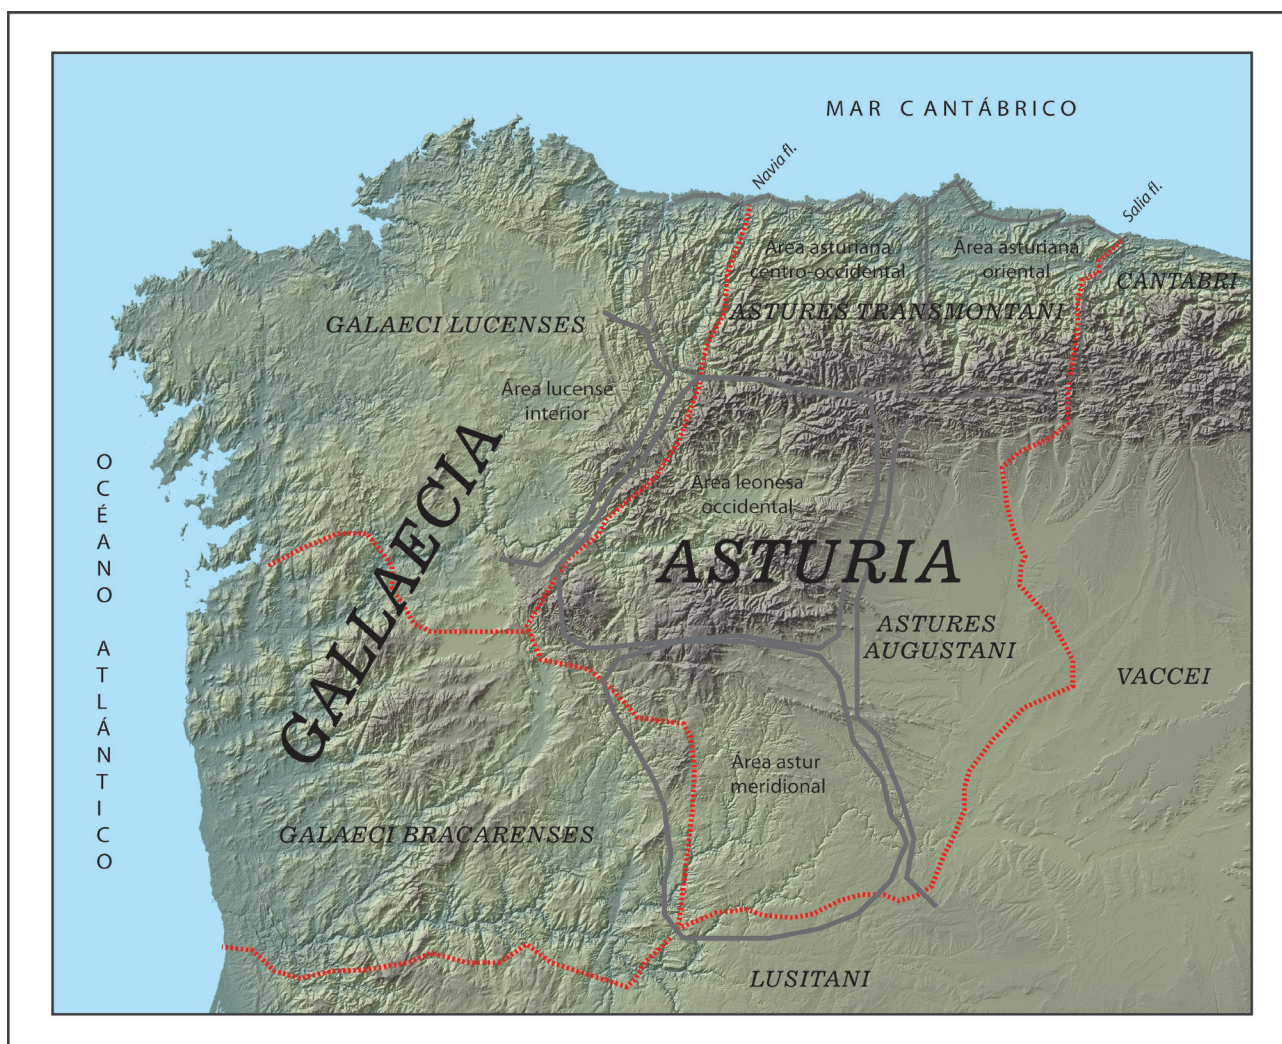 MAR CANTÁBRICO
Navia fl.
Salia fl.
Área asturiana
centro-occidental
Área asturiana
oriental
CANTABRI
ASTURES TRANSMONTANI
GALAECI LUCENSES
Área lucense
interior
GALLAECIA
OCÉANO ATLÁNTICO
Área leonesa
occidental
ASTURIA
ASTURES
AUGUSTANI
VACCEI
Área astur
meridional
GALAECI BRACARENSES
LUSITANI